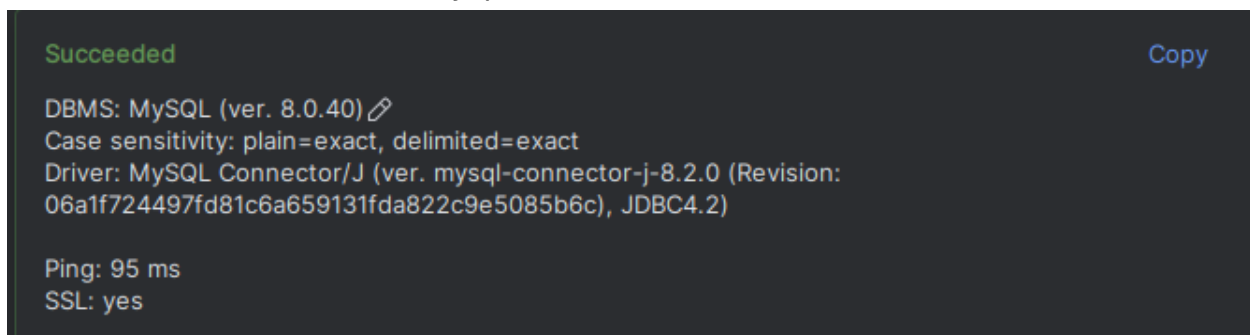 Succeeded
Copy
DBMS: MySQL (ver. 8.0.40)
Case sensitivity: plain=exact, delimited=exact
Driver: MySQL Connector/J (ver. mysql-connector-j-8.2.0 (Revision:
06a1f724497fd81c6a659131fda822c9e5085b6c), JDBC4.2)
Ping: 95 ms
SSL: yes